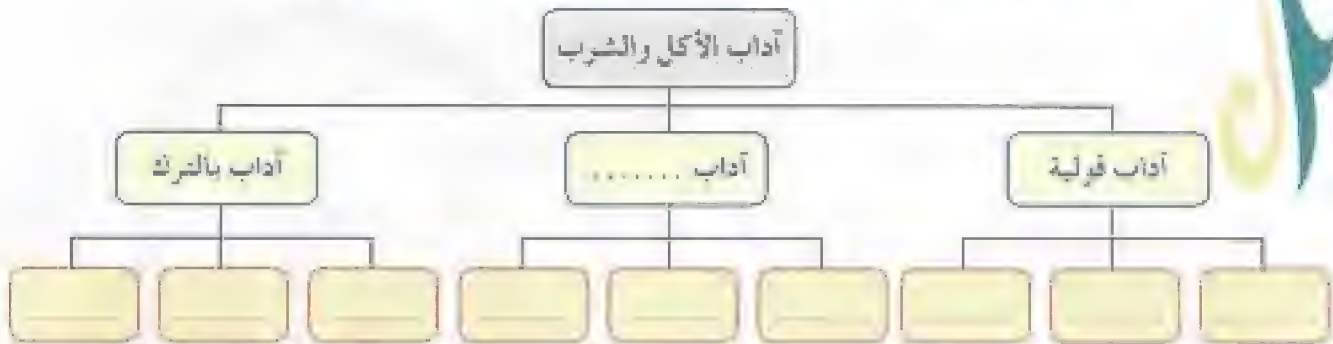 آداب الأكل والشرب
آداب قولية
آداب ........
آداب بالترك